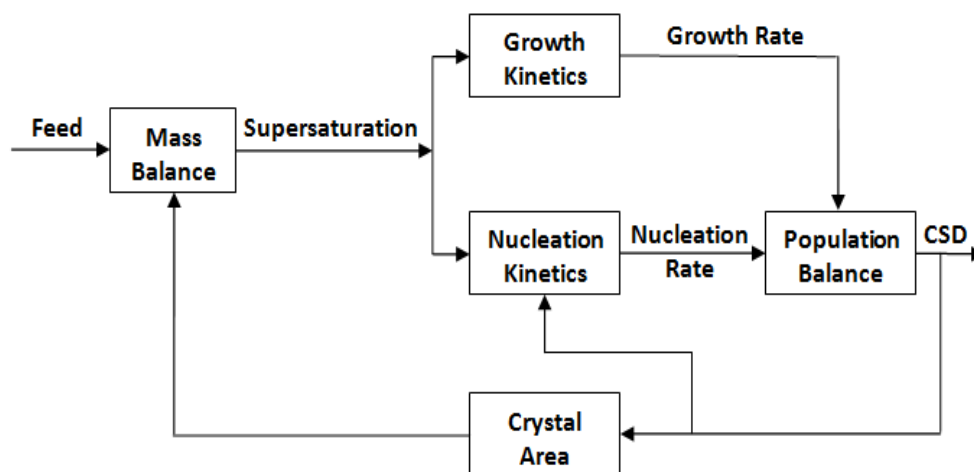 Growth
Kinetics
Growth Rate
Feed
Mass
Balance
Supersaturation
Nucleation
Kinetics
Nucleation
Rate
Population
Balance
CSD
Crystal
Area